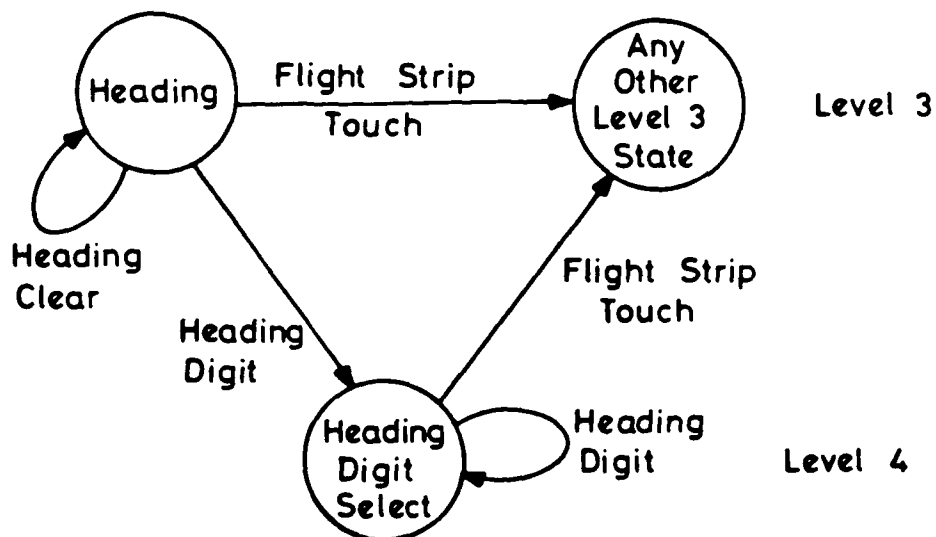 Heading
Flight Strip
Touch
Any
Other
Level 3
State
Level 3
Heading
Clear
Flight Strip
Touch
Heading
Digit
Heading
Digit
Select
Heading
Digit
Level 4